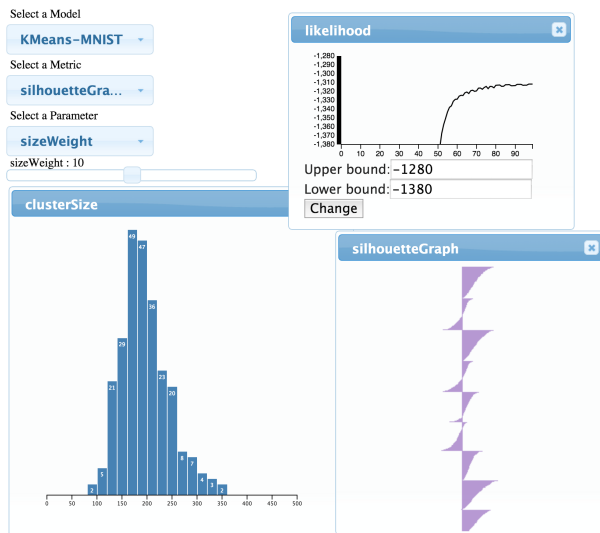 Select a Model
KMeans-MNIST
Select a Metric
silhouetteGra...
Select a Parameter
sizeWeight
sizeWeight : 10
likelihood
-1,280
-1,290
-1,300
-1,310
-1,320
-1,330
-1,340
-1,350
-1,360
-1,370
-1,380
0 10 20 30 40 50 60 70 80 90
Upper bound: -1280
Lower bound: -1380
Change
clusterSize
2 5 21 29 49 47 36 23 20 8 7 4 3 2
0 50 100 150 200 250 300 350 400 450 500
silhouetteGraph